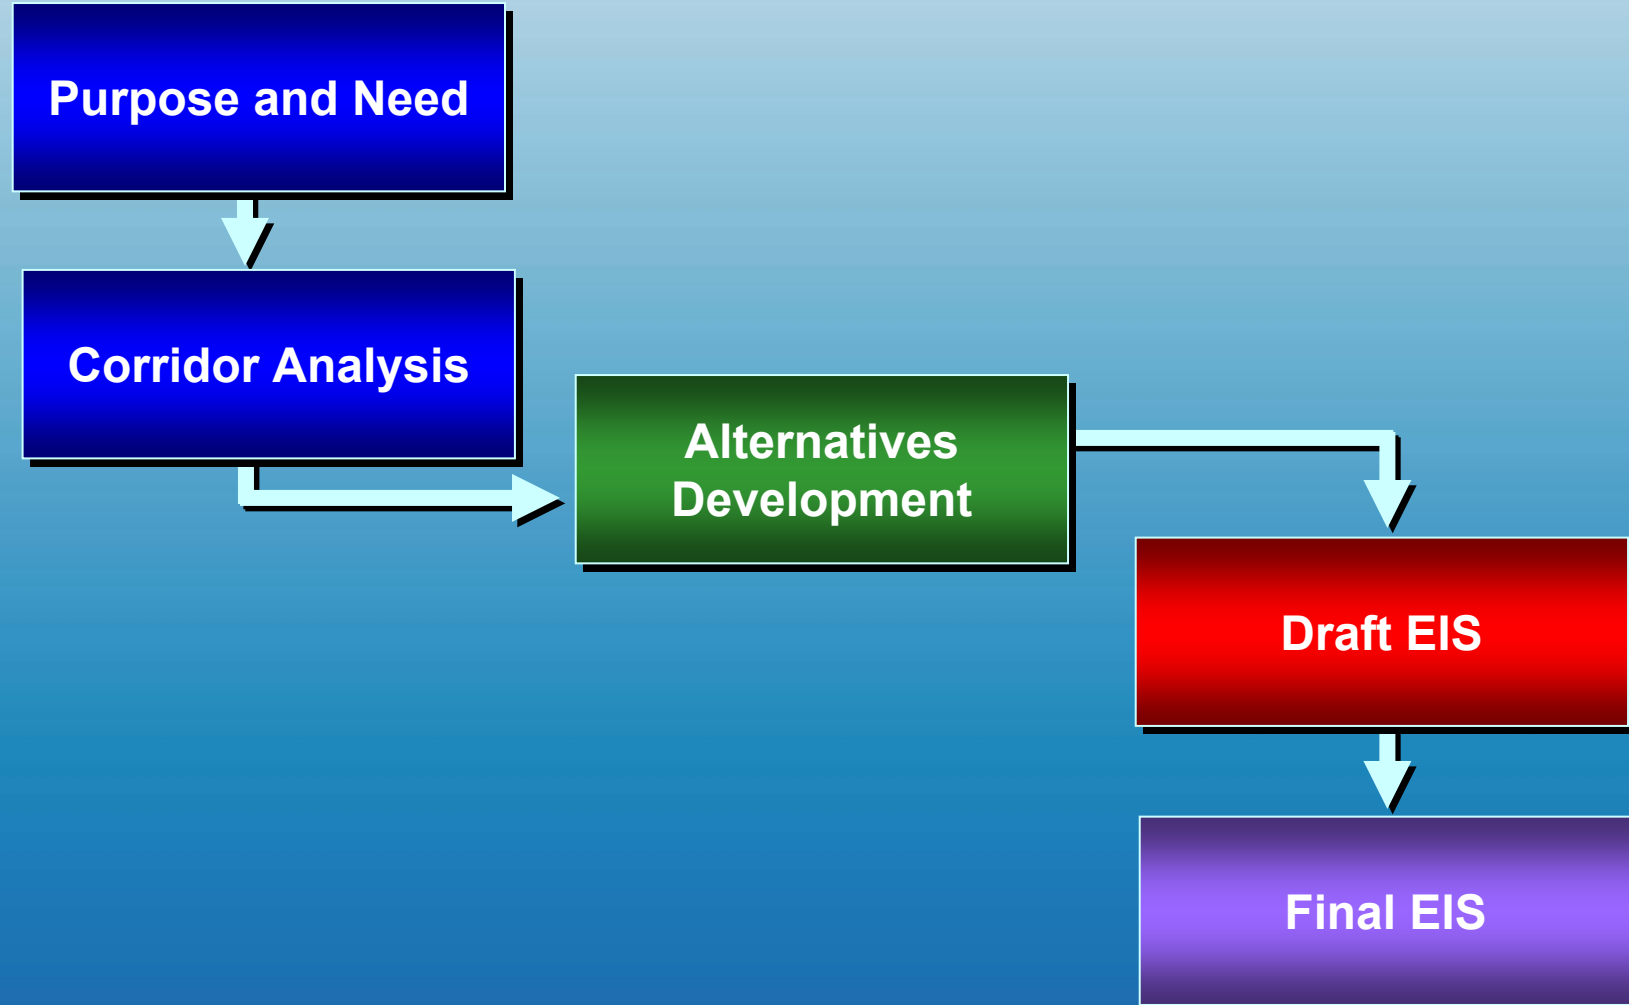 Purpose and Need
Corridor Analysis
Alternatives
Development
Draft EIS
Final EIS